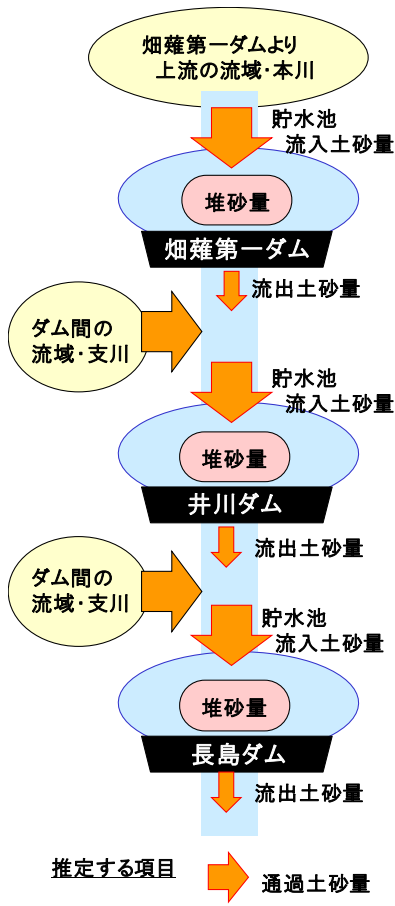 畑薙第一ダムより
上流の流域・本川
貯水池
流入土砂量
堆砂量
畑薙第一ダム
流出土砂量
ダム間の
流域・支川
貯水池
流入土砂量
堆砂量
井川ダム
流出土砂量
ダム間の
流域・支川
貯水池
流入土砂量
堆砂量
長島ダム
流出土砂量
推定する項目
通過土砂量